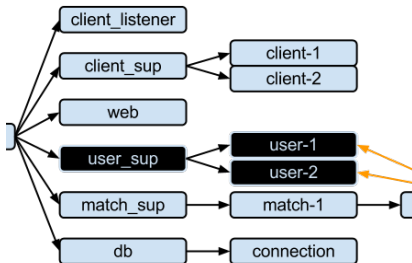 client_listener
client_sup
client-1
client-2
web
user_sup
user-1
user-2
match_sup
match-1
db
connection